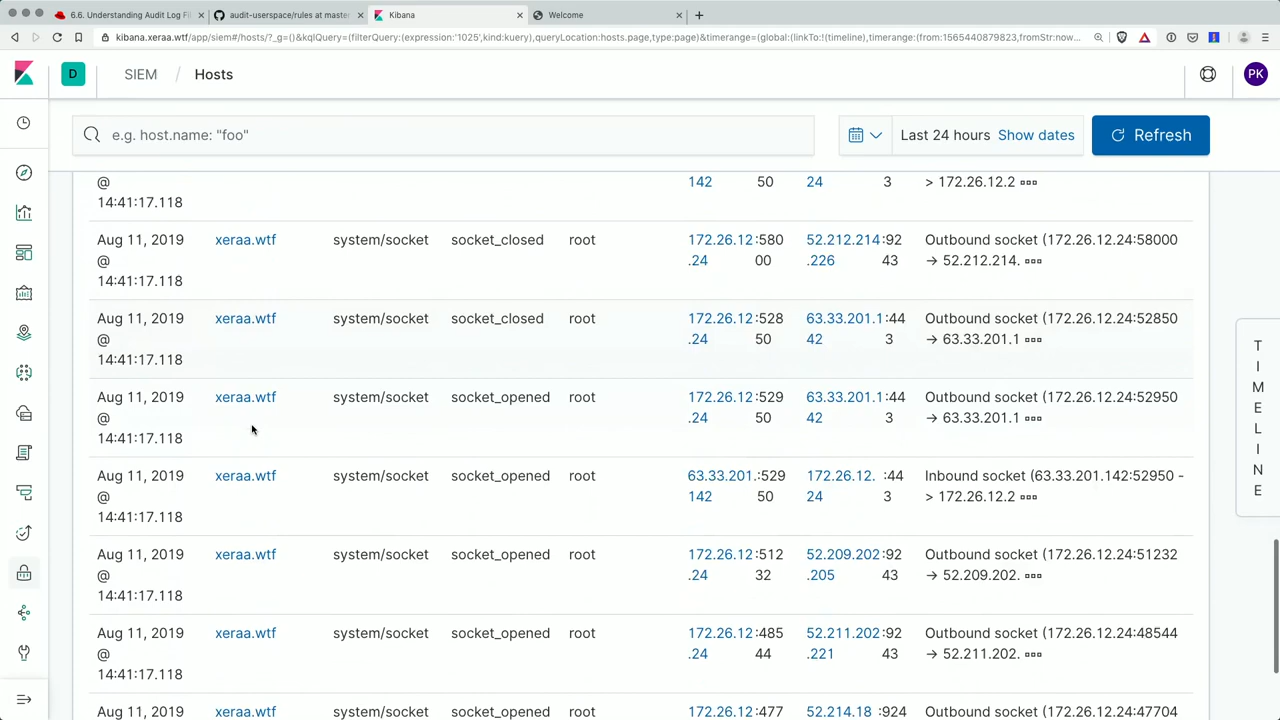 6.6. Understanding Audit Log Fi
audit-userspace/rules at maste
Kibana
Welcome
kibana.xeraa.wtf/app/siem#/hosts/?_g=()&kqlQuery=(filterQuery:(expression:'1025',kind:kuery),queryLocation:hosts.page,type:page)&timerange=(global:(linkTo:!(timeline),timerange:(from:1565440879823,fromStr:now...
D
SIEM / Hosts
PK
e.g. host.name: "foo"
Last 24 hours Show dates
Refresh
@ 142 50 24 3 > 172.26.12.2
14:41:17.118
Aug 11, 2019 xeraa.wtf system/socket socket_closed root 172.26.12 :580 52.212.214 :92 Outbound socket (172.26.12.24:58000
@ .24 00 .226 43 → 52.212.214.
14:41:17.118
Aug 11, 2019 xeraa.wtf system/socket socket_closed root 172.26.12 :528 63.33.201.1 :44 Outbound socket (172.26.12.24:52850
@ .24 50 42 3 → 63.33.201.1
14:41:17.118
Aug 11, 2019 xeraa.wtf system/socket socket_opened root 172.26.12 :529 63.33.201.1 :44 Outbound socket (172.26.12.24:52950
@ .24 50 42 3 → 63.33.201.1
14:41:17.118
Aug 11, 2019 xeraa.wtf system/socket socket_opened root 63.33.201. :529 172.26.12. :44 Inbound socket (63.33.201.142:52950 -
@ 142 50 24 3 > 172.26.12.2
14:41:17.118
Aug 11, 2019 xeraa.wtf system/socket socket_opened root 172.26.12 :512 52.209.202 :92 Outbound socket (172.26.12.24:51232
@ .24 32 .205 43 → 52.209.202.
14:41:17.118
Aug 11, 2019 xeraa.wtf system/socket socket_opened root 172.26.12 :485 52.211.202 :92 Outbound socket (172.26.12.24:48544
@ .24 44 .221 43 → 52.211.202.
14:41:17.118
Aug 11, 2019 xeraa.wtf system/socket socket_opened root 172.26.12 :477 52.214.18 :924 Outbound socket (172.26.12.24:47704
TIMELINE